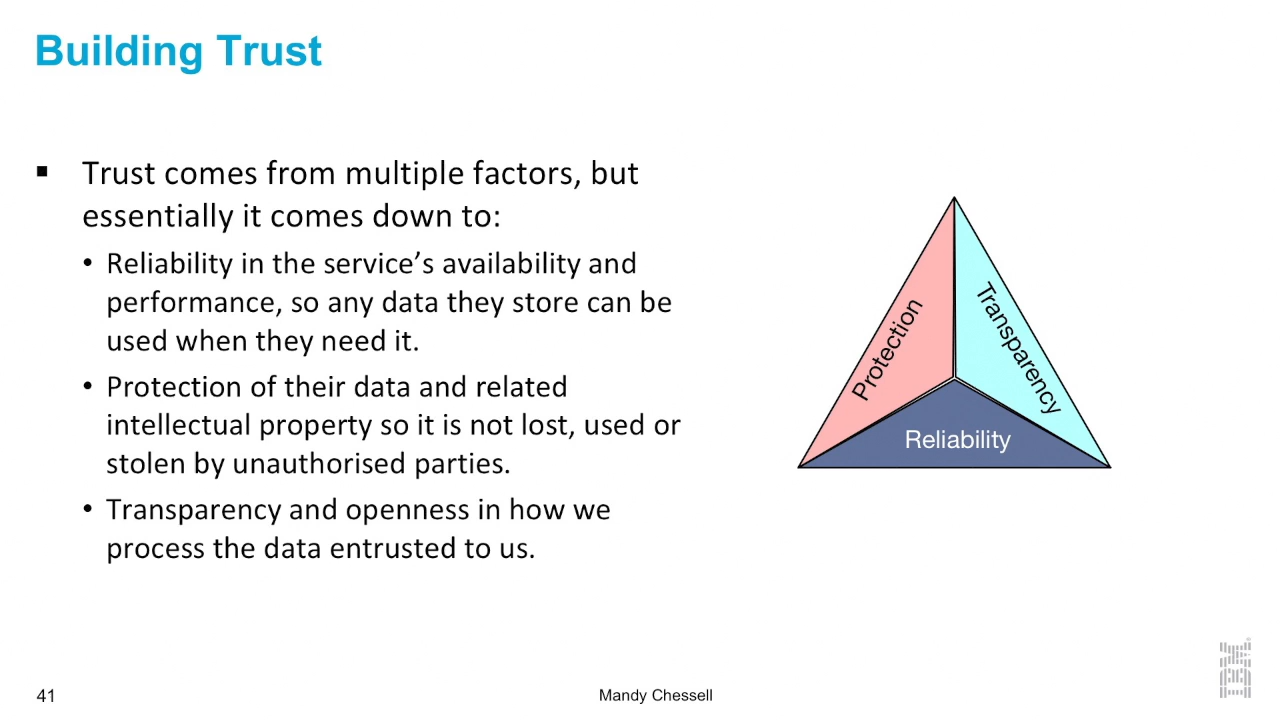 Building Trust
▪ Trust comes from multiple factors, but
essentially it comes down to:
• Reliability in the service’s availability and
performance, so any data they store can be
used when they need it.
• Protection of their data and related
intellectual property so it is not lost, used or
stolen by unauthorised parties.
• Transparency and openness in how we
process the data entrusted to us.
Protection
Transparency
Reliability
IBM®
41
Mandy Chessell